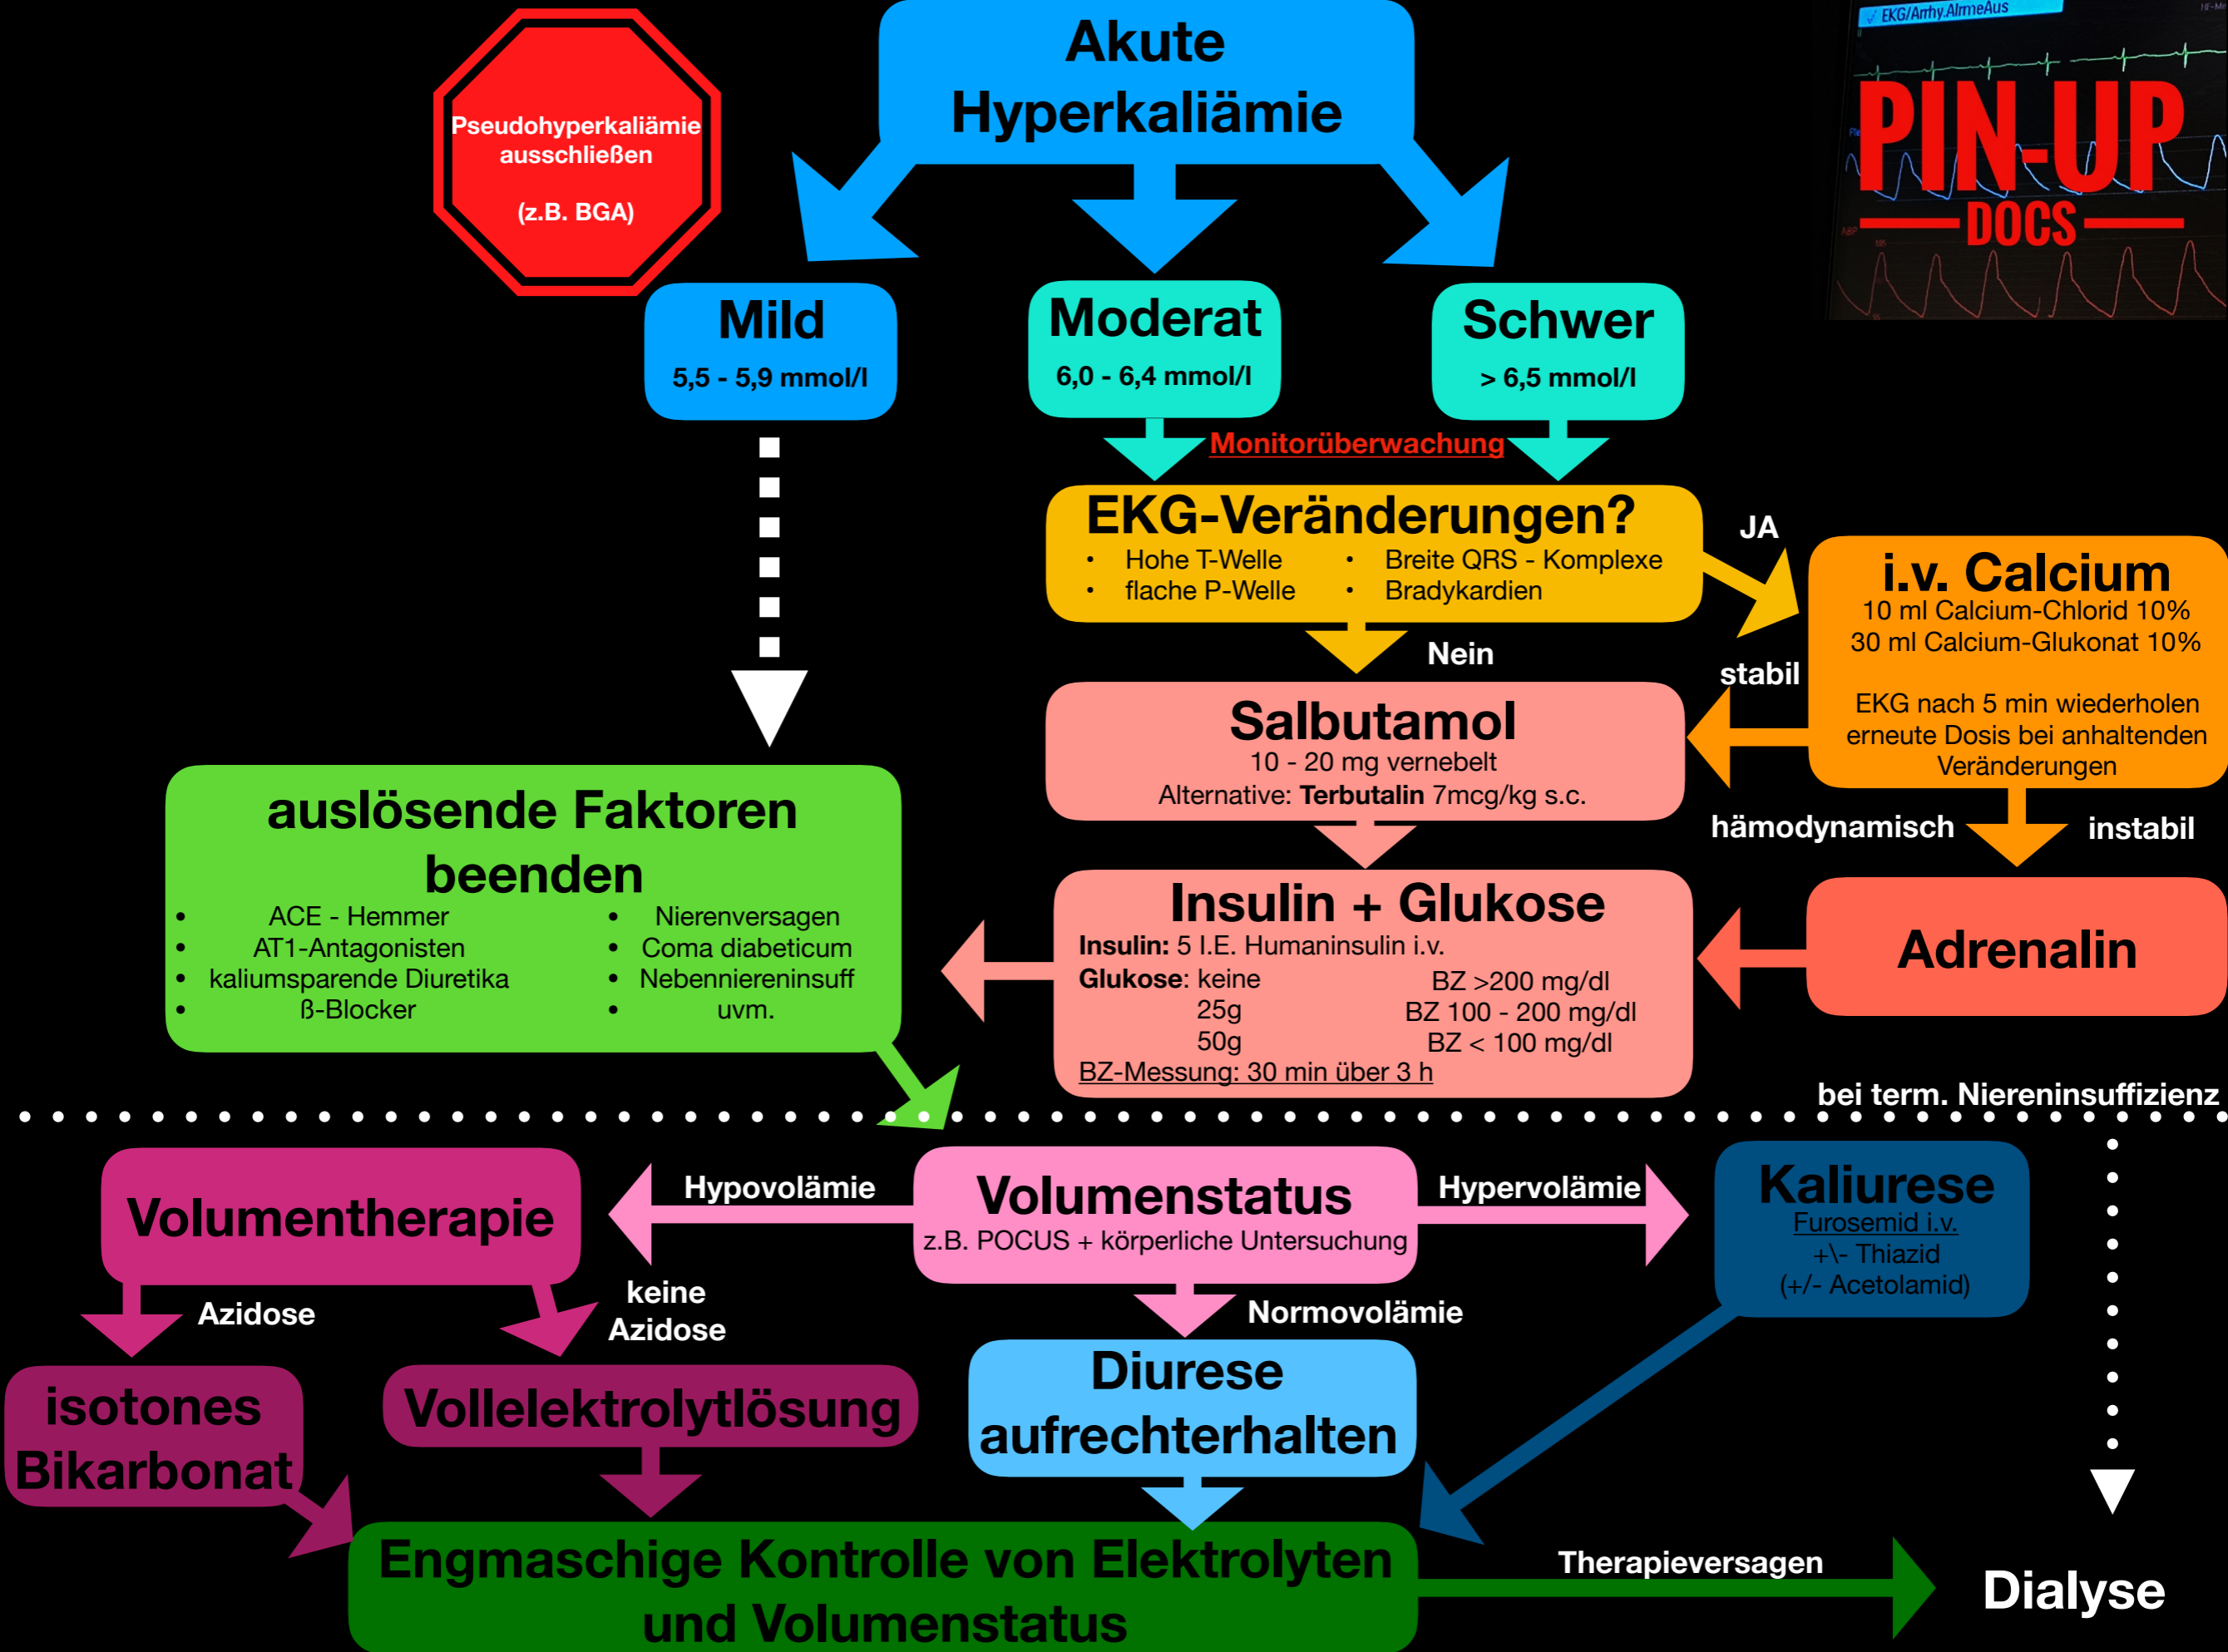 Akute
Hyperkaliämie
Pseudohyperkaliämie
ausschließen
(z.B. BGA)
EKG/Arrhy.AlrmeAus
PIN-UP
DOCS
ABP
Mild
5,5 - 5,9 mmol/l
Moderat
6,0 - 6,4 mmol/l
Schwer
> 6,5 mmol/l
Monitorüberwachung
EKG-Veränderungen?
• Hohe T-Welle
• flache P-Welle
• Breite QRS - Komplexe
• Bradykardien
JA
Nein
i.v. Calcium
10 ml Calcium-Chlorid 10%
30 ml Calcium-Glukonat 10%
EKG nach 5 min wiederholen
erneute Dosis bei anhaltenden
Veränderungen
stabil
hämodynamisch
instabil
Salbutamol
10 - 20 mg vernebelt
Alternative: Terbutalin 7mcg/kg s.c.
Adrenalin
Insulin + Glukose
Insulin: 5 I.E. Humaninsulin i.v.
Glukose: keine BZ >200 mg/dl
25g BZ 100 - 200 mg/dl
50g BZ < 100 mg/dl
BZ-Messung: 30 min über 3 h
auslösende Faktoren
beenden
• ACE - Hemmer
• AT1-Antagonisten
• kaliumsparende Diuretika
• ß-Blocker
• Nierenversagen
• Coma diabeticum
• Nebenniereninsuff
• uvm.
bei term. Niereninsuffizienz
Volumenstatus
z.B. POCUS + körperliche Untersuchung
Hypovolämie
Hypervolämie
Normovolämie
Volumentherapie
Azidose
keine
Azidose
isotones
Bikarbonat
Vollelektrolytlösung
Diurese
aufrechterhalten
Kaliurese
Furosemid i.v.
+\- Thiazid
(+/- Acetolamid)
Engmaschige Kontrolle von Elektrolyten
und Volumenstatus
Therapieversagen
Dialyse